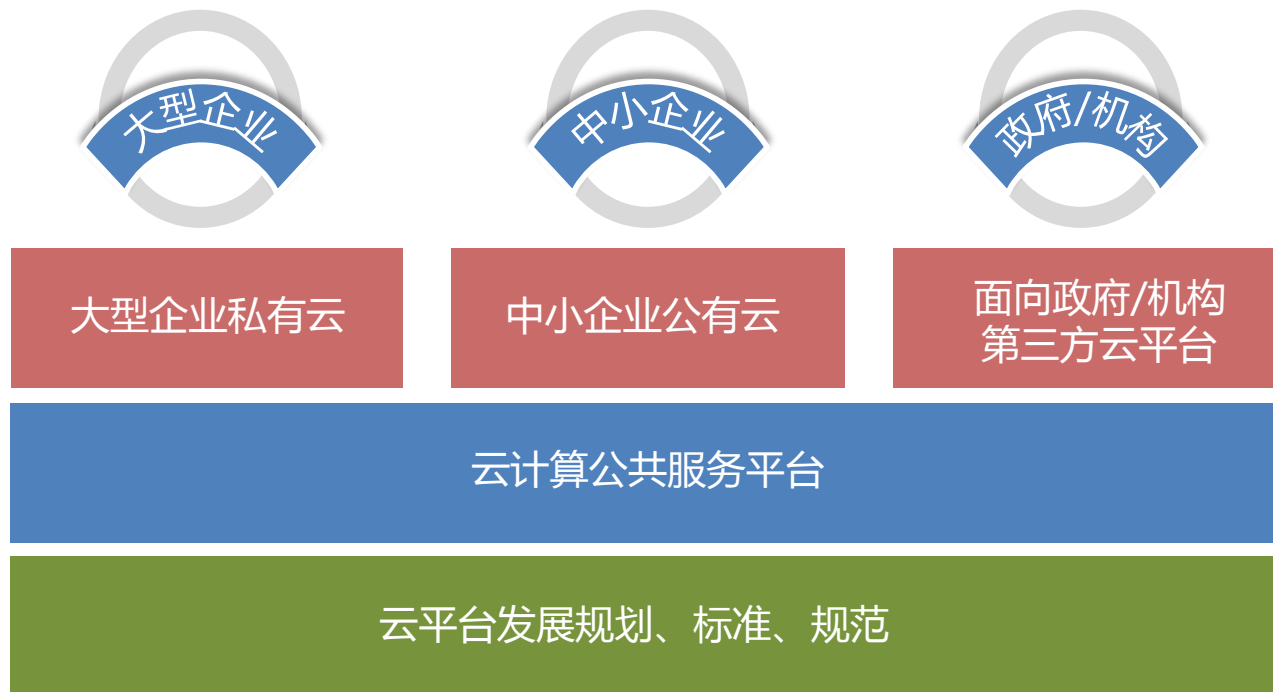 大型企业
中小企业
政府/机构
大型企业私有云
中小企业公有云
面向政府/机构
第三方云平台
云计算公共服务平台
云平台发展规划、标准、规范